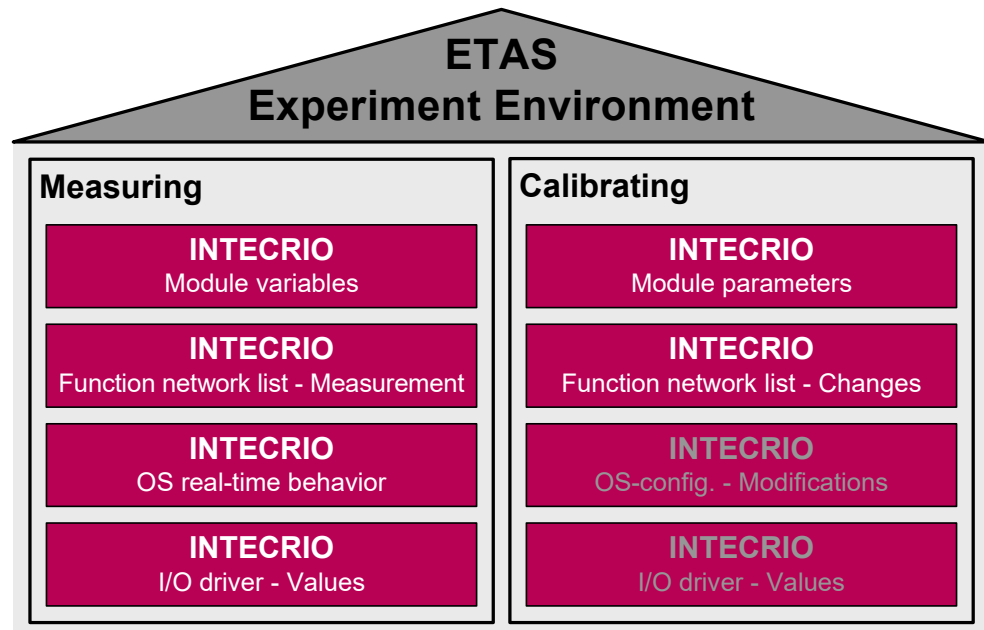 ETAS
Experiment Environment
Measuring
INTECRIO
Module variables
INTECRIO
Function network list - Measurement
INTECRIO
OS real-time behavior
INTECRIO
I/O driver - Values
Calibrating
INTECRIO
Module parameters
INTECRIO
Function network list - Changes
INTECRIO
OS-config. - Modifications
INTECRIO
I/O driver - Values